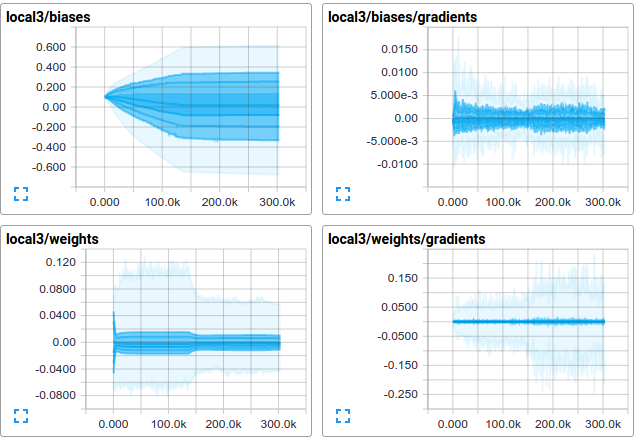 local3/biases
0.600
0.400
0.200
0.00
-0.200
-0.400
-0.600
0.000 100.0k 200.0k 300.0k
local3/biases/gradients
0.0150
0.0100
5.000e-3
0.00
-5.000e-3
-0.0100
0.000 100.0k 200.0k 300.0k
local3/weights
0.120
0.0800
0.0400
0.00
-0.0400
-0.0800
0.000 100.0k 200.0k 300.0k
local3/weights/gradients
0.150
0.0500
-0.0500
-0.150
-0.250
0.000 100.0k 200.0k 300.0k